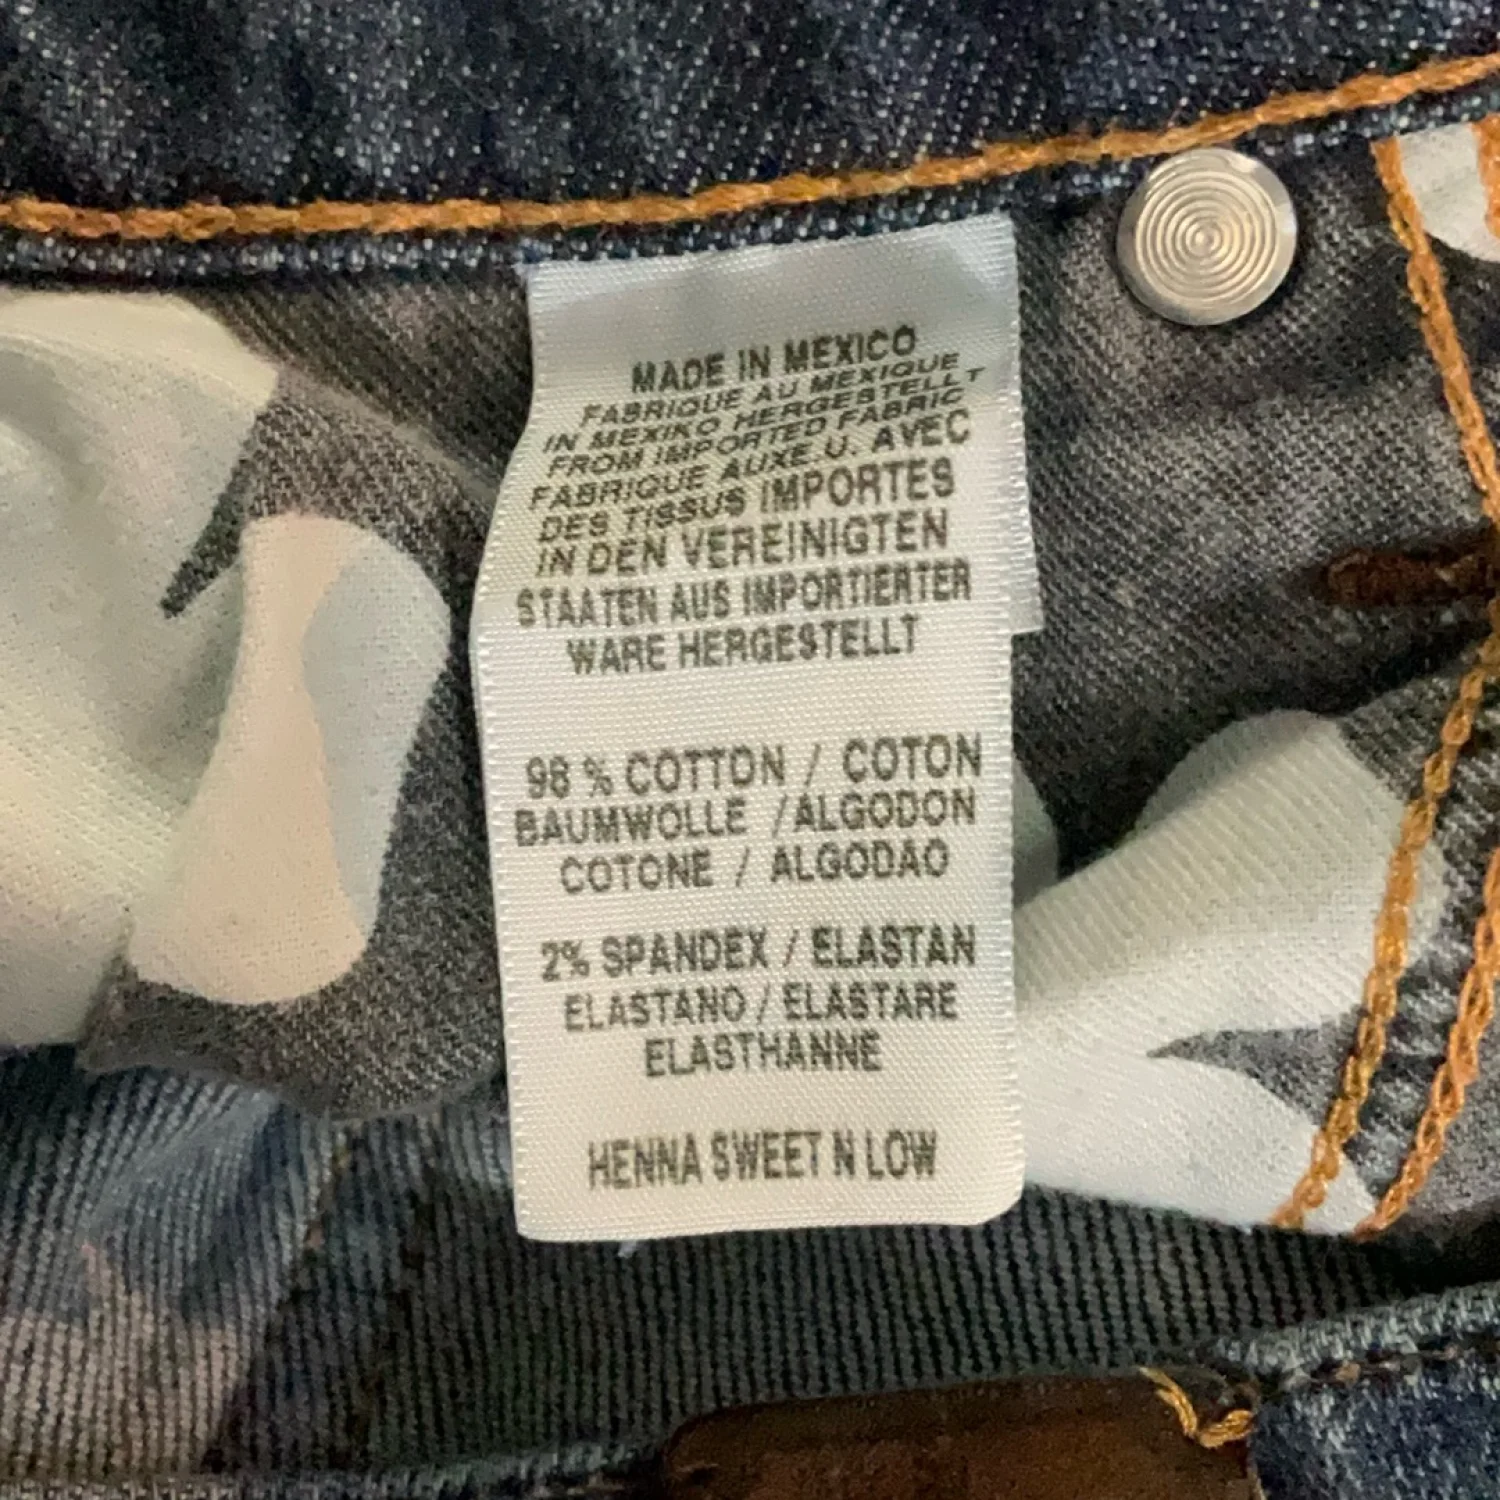 MADE IN MEXICO
FABRIQUE AU MEXIQUE
IN MEXIKO HERGESTELLT
FROM IMPORTED FABRIC
FABRIQUE AUXE.U. AVEC
DES TISSUS IMPORTES
IN DEN VEREINIGTEN
STAATEN AUS IMPORTIERTER
WARE HERGESTELLT
98 % COTTON / COTON
BAUMWOLLE / ALGODON
COTONE / ALGODAO
2% SPANDEX / ELASTAN
ELASTANO / ELASTARE
ELASTHANNE
HENNA SWEET N LOW